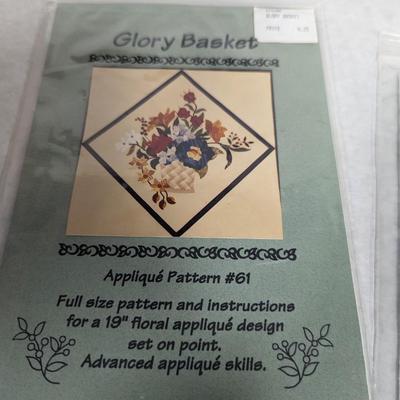 Glory Basket
Appliqué Pattern #61
Full size pattern and instructions
for a 19" floral appliqué design
set on point.
Advanced appliqué skills.